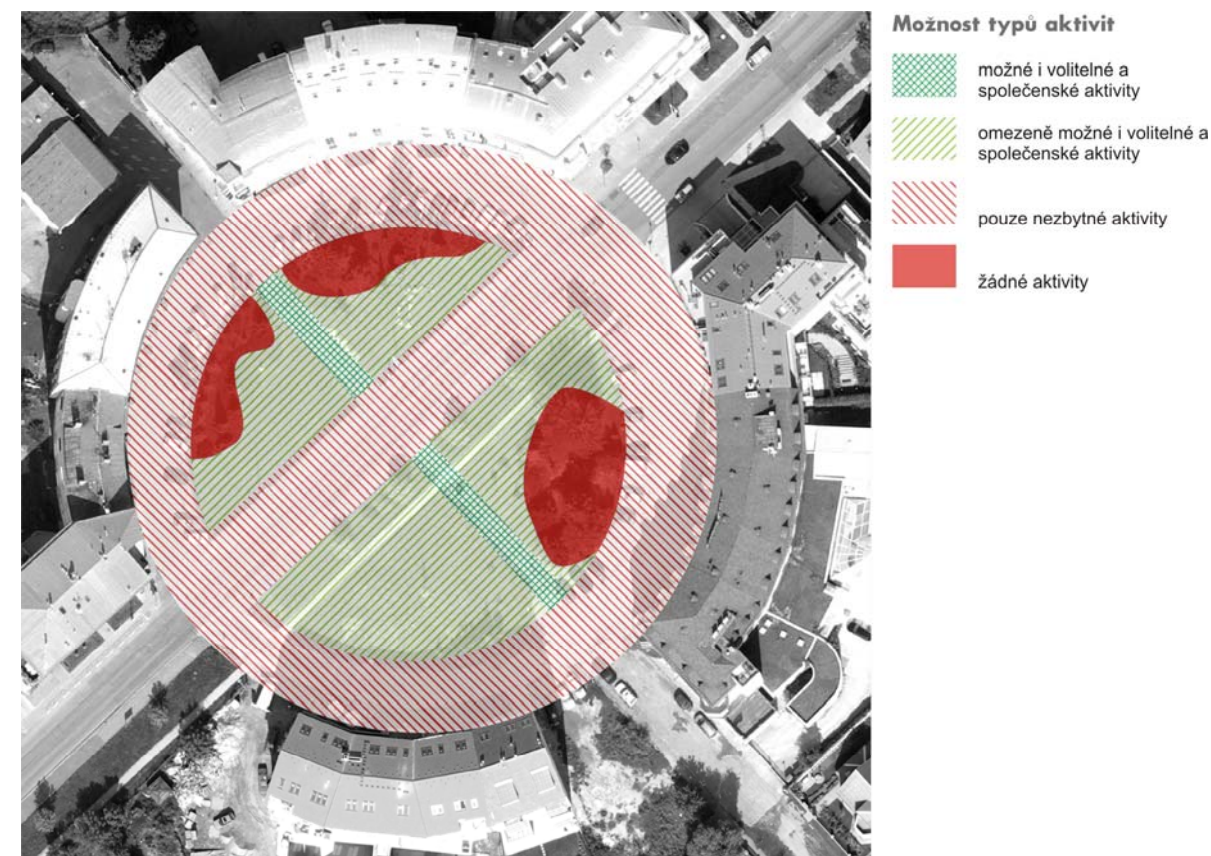 Možnost typů aktivit
možné i volitelné a
společenské aktivity
omezeně možné i volitelné a
společenské aktivity
pouze nezbytné aktivity
žádné aktivity